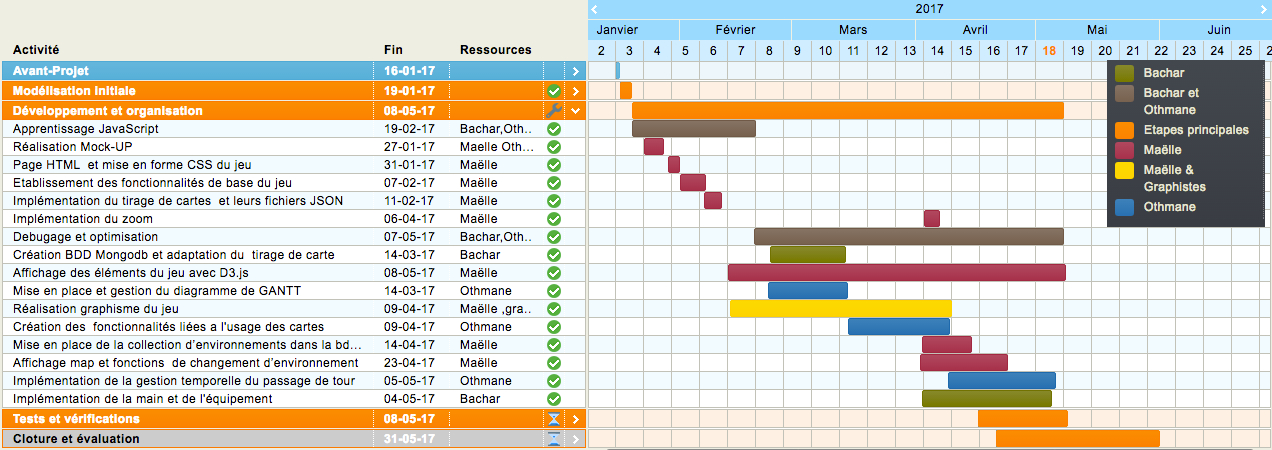 2017
Janvier Février Mars Avril Mai Juin
Activité Fin Ressources 2 3 4 5 6 7 8 9 10 11 12 13 14 15 16 17 18 19 20 21 22 23 24 25 2
Avant-Projet 16-01-17
Modélisation initiale 19-01-17
Développement et organisation 08-05-17
Apprentissage JavaScript 19-02-17 Bachar,Oth..
Réalisation Mock-UP 27-01-17 Maelle Oth...
Page HTML et mise en forme CSS du jeu 31-01-17 Maëlle
Etablissement des fonctionnalités de base du jeu 07-02-17 Maëlle
Implémentation du tirage de cartes et leurs fichiers JSON 11-02-17 Maëlle
Implémentation du zoom 06-04-17 Maëlle
Debugage et optimisation 07-05-17 Bachar,Oth..
Création BDD Mongodb et adaptation du tirage de carte 14-03-17 Bachar
Affichage des éléments du jeu avec D3.js 08-05-17 Maëlle
Mise en place et gestion du diagramme de GANTT 14-03-17 Othmane
Réalisation graphisme du jeu 09-04-17 Maëlle ,gra..
Création des fonctionnalités liées a l'usage des cartes 09-04-17 Othmane
Mise en place de la collection d'environnements dans la bd... 14-04-17 Maëlle
Affichage map et fonctions de changement d'environnement 23-04-17 Maëlle
Implémentation de la gestion temporelle du passage de tour 05-05-17 Othmane
Implémentation de la main et de l'équipement 04-05-17 Bachar
Tests et vérifications 08-05-17
Cloture et évaluation 31-05-17
Bachar
Bachar et
Othmane
Etapes principales
Maëlle
Maëlle &
Graphistes
Othmane